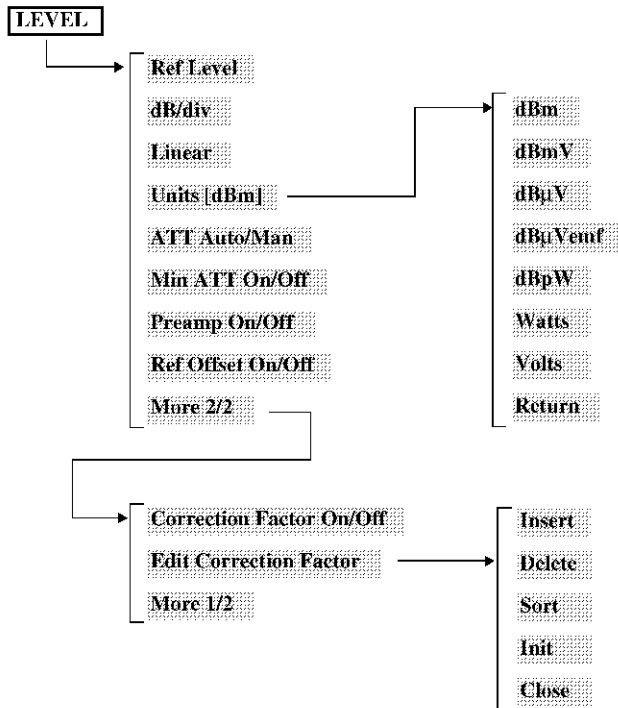 LEVEL
Ref Level
dB/div
Linear
Units [dBm]
ATT Auto/Man
Min ATT On/Off
Preamp On/Off
Ref Offset On/Off
More 2/2
dBm
dBmV
dBµV
dBµVemf
dBpW
Watts
Volts
Return
Correction Factor On/Off
Edit Correction Factor
More 1/2
Insert
Delete
Sort
Init
Close